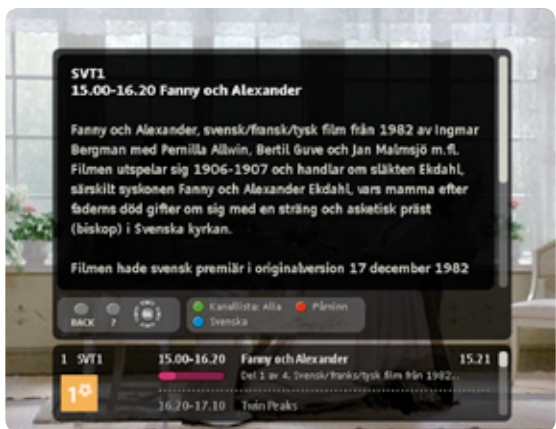 SVT1
15.00-16.20 Fanny och Alexander
Fanny och Alexander, svensk/fransk/tysk film från 1982 av Ingmar
Bergman med Pernilla Allwin, Bertil Guve och Jan Malmsjö m.fl.
Filmen utspelar sig 1906-1907 och handlar om släkten Ekdahl,
särskilt syskonen Fanny och Alexander Ekdahl, vars mamma efter
faderns död gifter om sig med en sträng och asketisk präst
(biskop) i Svenska kyrkan.
Filmen hade svensk premiär i originalversion 17 december 1982
BACK ? Kanallista: Alla Påminn
Svenska
1 SVT1 15.00-16.20 Fanny och Alexander 15.21
Del 1 av 4. Svensk/franks/tysk film från 1982...
1
16.20-17.10 Twin Peaks